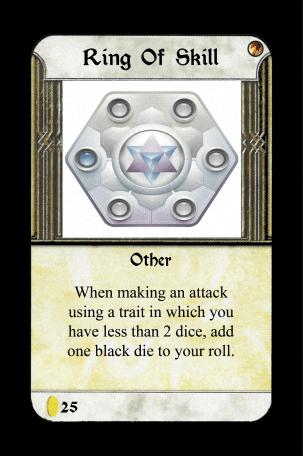 Ring Of Skill
Other
When making an attack
using a trait in which you
have less than 2 dice, add
one black die to your roll.
25